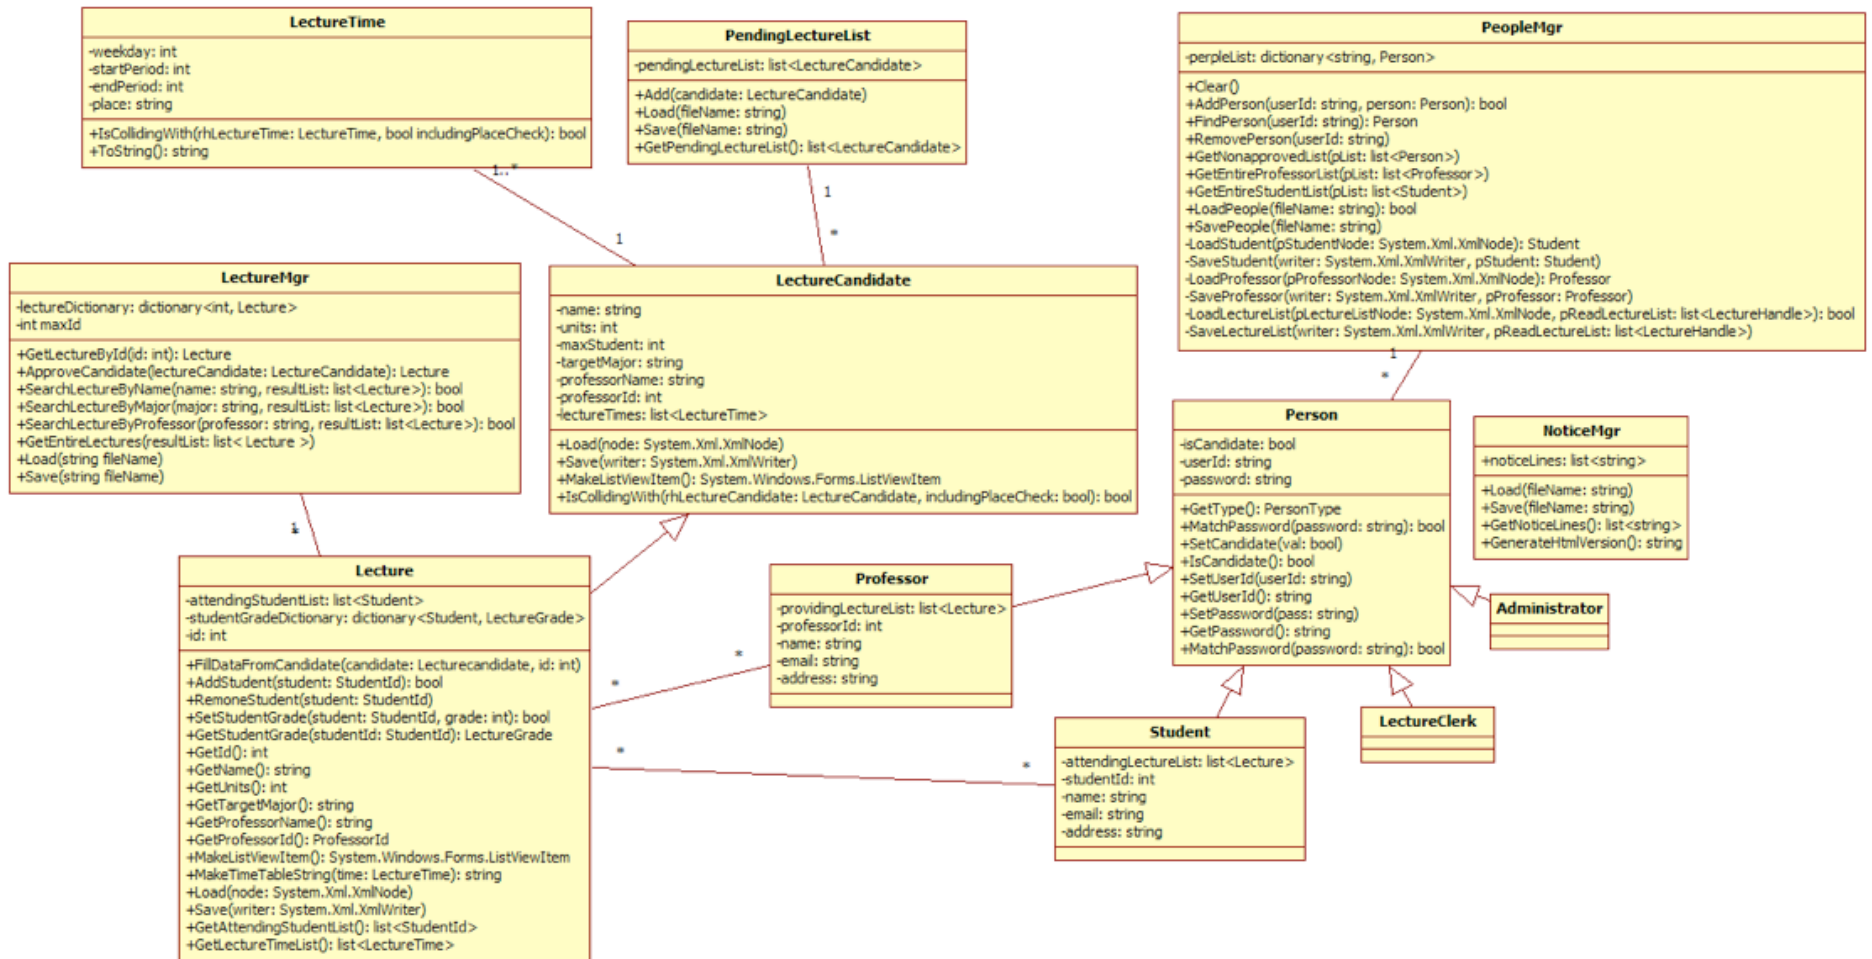 LectureTime
-weekday: int
-startPeriod: int
-endPeriod: int
-place: string
+IsCollidingWith(rhLectureTime: LectureTime, bool includingPlaceCheck): bool
+ToString(): string
1..*
1
PendingLectureList
-pendingLectureList: list<LectureCandidate>
+Add(candidate: LectureCandidate)
+Load(fileName: string)
+Save(fileName: string)
+GetPendingLectureList(): list<LectureCandidate>
1
*
PeopleMgr
-perpleList: dictionary<string, Person>
+Clear()
+AddPerson(userId: string, person: Person): bool
+FindPerson(userId: string): Person
+RemovePerson(userId: string)
+GetNonapprovedList(pList: list<Person>)
+GetEntireProfessorList(pList: list<Professor>)
+GetEntireStudentList(pList: list<Student>)
+LoadPeople(fileName: string): bool
+SavePeople(fileName: string)
-LoadStudent(pStudentNode: System.Xml.XmlNode): Student
-SaveStudent(writer: System.Xml.XmlWriter, pStudent: Student)
-LoadProfessor(pProfessorNode: System.Xml.XmlNode): Professor
-SaveProfessor(writer: System.Xml.XmlWriter, pProfessor: Professor)
-LoadLectureList(pLectureListNode: System.Xml.XmlNode, pReadLectureList: list<LectureHandle>): bool
-SaveLectureList(writer: System.Xml.XmlWriter, pReadLectureList: list<LectureHandle>)
1
*
LectureMgr
-lectureDictionary: dictionary<int, Lecture>
-int maxId
+GetLectureById(id: int): Lecture
+ApproveCandidate(lectureCandidate: LectureCandidate): Lecture
+SearchLectureByName(name: string, resultList: list<Lecture>): bool
+SearchLectureByMajor(major: string, resultList: list<Lecture>): bool
+SearchLectureByProfessor(professor: string, resultList: list<Lecture>): bool
+GetEntireLectures(resultList: list< Lecture >)
+Load(string fileName)
+Save(string fileName)
1
*
LectureCandidate
-name: string
-units: int
-maxStudent: int
-targetMajor: string
-professorName: string
-professorId: int
-lectureTimes: list<LectureTime>
+Load(node: System.Xml.XmlNode)
+Save(writer: System.Xml.XmlWriter)
+MakeListViewItem(): System.Windows.Forms.ListViewItem
+IsCollidingWith(rhLectureCandidate: LectureCandidate, includingPlaceCheck: bool): bool
Person
-isCandidate: bool
-userId: string
-password: string
+GetType(): PersonType
+MatchPassword(password: string): bool
+SetCandidate(val: bool)
+IsCandidate(): bool
+SetUserId(userId: string)
+GetUserId(): string
+SetPassword(pass: string)
+GetPassword(): string
+MatchPassword(password: string): bool
NoticeMgr
+noticeLines: list<string>
+Load(fileName: string)
+Save(fileName: string)
+GetNoticeLines(): list<string>
+GenerateHtmlVersion(): string
Lecture
-attendingStudentList: list<Student>
-studentGradeDictionary: dictionary<Student, LectureGrade>
-id: int
+FillDataFromCandidate(candidate: Lecturecandidate, id: int)
+AddStudent(student: StudentId): bool
+RemoneStudent(student: StudentId)
+SetStudentGrade(student: StudentId, grade: int): bool
+GetStudentGrade(studentId: StudentId): LectureGrade
+GetId(): int
+GetName(): string
+GetUnits(): int
+GetTargetMajor(): string
+GetProfessorName(): string
+GetProfessorId(): ProfessorId
+MakeListViewItem(): System.Windows.Forms.ListViewItem
+MakeTimeTableString(time: LectureTime): string
+Load(node: System.Xml.XmlNode)
+Save(writer: System.Xml.XmlWriter)
+GetAttendingStudentList(): list<StudentId>
+GetLectureTimeList(): list<LectureTime>
Professor
-providingLectureList: list<Lecture>
-professorId: int
-name: string
-email: string
-address: string
*
*
Administrator
LectureClerk
Student
-attendingLectureList: list<Lecture>
-studentId: int
-name: string
-email: string
-address: string
*
*